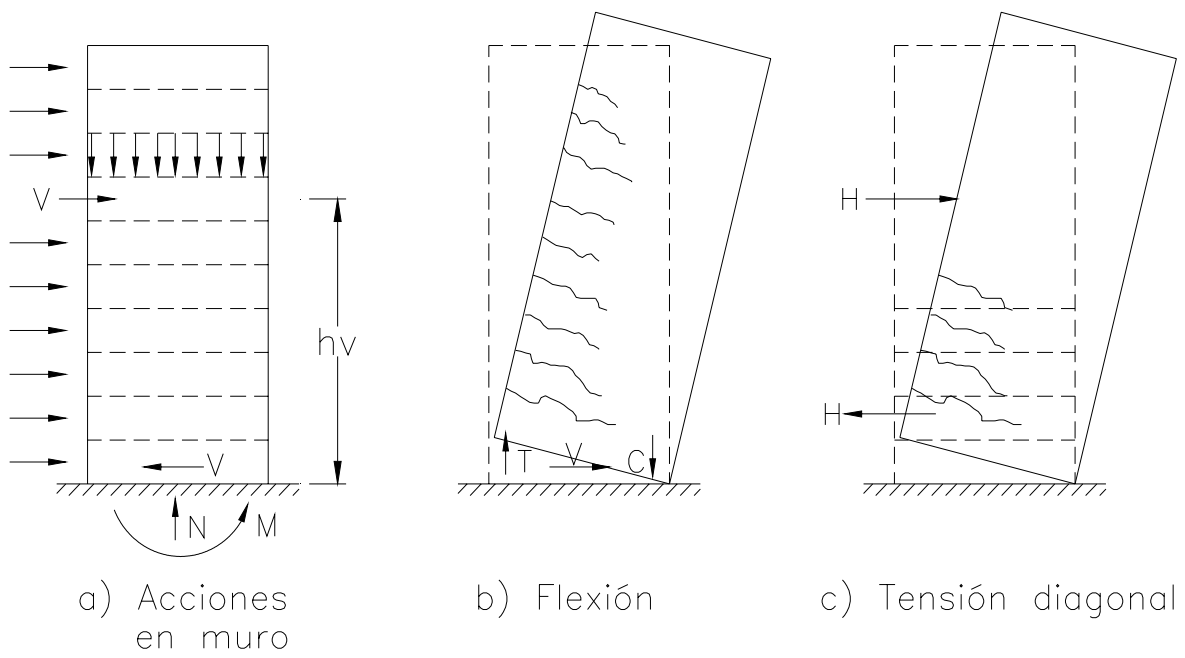 V
hv
V
N
M
a) Acciones
en muro
T
V
C
b) Flexión
H
H
c) Tensión diagonal